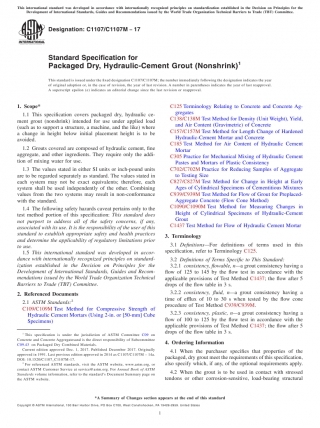 This international standard was developed in accordance with internationally recognized principles on standardization established in the Decision on Principles for the
Development of International Standards, Guides and Recommendations issued by the World Trade Organization Technical Barriers to Trade (TBT) Committee.
Designation: C1107/C1107M − 17
INTERNATIONAL
Standard Specification for
Packaged Dry, Hydraulic-Cement Grout (Nonshrink)1
This standard is issued under the fixed designation C1107/C1107M; the number immediately following the designation indicates the year
of original adoption or, in the case of revision, the year of last revision. A number in parentheses indicates the year of last reapproval.
A superscript epsilon (ε) indicates an editorial change since the last revision or reapproval.
1. Scope*
1.1 This specification covers packaged dry, hydraulic-ce-
ment grout (nonshrink) intended for use under applied load
(such as to support a structure, a machine, and the like) where
a change in height below initial placement height is to be
avoided.
1.2 Grouts covered are composed of hydraulic cement, fine
aggregate, and other ingredients. They require only the addi-
tion of mixing water for use.
1.3 The values stated in either SI units or inch-pound units
are to be regarded separately as standard. The values stated in
each system may not be exact equivalents; therefore, each
system shall be used independently of the other. Combining
values from the two systems may result in non-conformance
with the standard.
1.4 The following safety hazards caveat pertains only to the
test method portion of this specification: This standard does
not purport to address all of the safety concerns, if any,
associated with its use. It is the responsibility of the user of this
standard to establish appropriate safety and health practices
and determine the applicability of regulatory limitations prior
to use.
1.5 This international standard was developed in accor-
dance with internationally recognized principles on standard-
ization established in the Decision on Principles for the
Development of International Standards, Guides and Recom-
mendations issued by the World Trade Organization Technical
Barriers to Trade (TBT) Committee.
2. Referenced Documents
2.1 ASTM Standards:2
C109/C109M Test Method for Compressive Strength of
Hydraulic Cement Mortars (Using 2-in. or [50-mm] Cube
Specimens)
1 This specification is under the jurisdiction of ASTM Committee C09 on
Concrete and Concrete Aggregates and is the direct responsibility of Subcommittee
C09.43 on Packaged Dry Combined Materials.
Current edition approved Dec. 1, 2017. Published December 2017. Originally
2 For referenced ASTM standards, visit the ASTM website, www.astm.org, or
contact ASTM Customer Service at service@astm.org. For Annual Book of ASTM
Standards volume information, refer to the standard's Document Summary page on
the ASTM website.
C125 Terminology Relating to Concrete and Concrete Ag-
gregates
C138/C138M Test Method for Density (Unit Weight), Yield,
and Air Content (Gravimetric) of Concrete
C157/C157M Test Method for Length Change of Hardened
Hydraulic-Cement Mortar and Concrete
C185 Test Method for Air Content of Hydraulic Cement
Mortar
C305 Practice for Mechanical Mixing of Hydraulic Cement
Pastes and Mortars of Plastic Consistency
C702/C702M Practice for Reducing Samples of Aggregate
to Testing Size
C827/C827M Test Method for Change in Height at Early
Ages of Cylindrical Specimens of Cementitious Mixtures
C939/C939M Test Method for Flow of Grout for Preplaced-
Aggregate Concrete (Flow Cone Method)
C1090/C1090M Test Method for Measuring Changes in
Height of Cylindrical Specimens of Hydraulic-Cement
Grout
C1437 Test Method for Flow of Hydraulic Cement Mortar
3. Terminology
3.1 Definitions—For definitions of terms used in this
specification, refer to Terminology C125.
3.2 Definitions of Terms Specific to This Standard:
3.2.1 consistency, flowable, n—a grout consistency having a
flow of 125 to 145 by the flow test in accordance with the
applicable provisions of Test Method C1437; the flow after 5
drops of the flow table in 3 s.
3.2.2 consistency, fluid, n—a grout consistency having a
time of efflux of 10 to 30 s when tested by the flow cone
procedure of Test Method C939/C939M.
3.2.3 consistency, plastic, n—a grout consistency having a
flow of 100 to 125 by the flow test in accordance with the
applicable provisions of Test Method C1437; the flow after 5
drops of the flow table in 3 s.
4. Ordering Information
4.1 When the purchaser specifies that properties of the
packaged, dry grout meet the requirements of this specification,
also specify which, if any, of the optional requirements apply.
4.2 When the grout is to be used in contact with stressed
tendons or other corrosion-sensitive, load-bearing structural
*A Summary of Changes section appears at the end of this standard
Copyright © ASTM International, 100 Barr Harbor Drive, PO Box C700, West Conshohocken, PA 19428-2959. United States
1